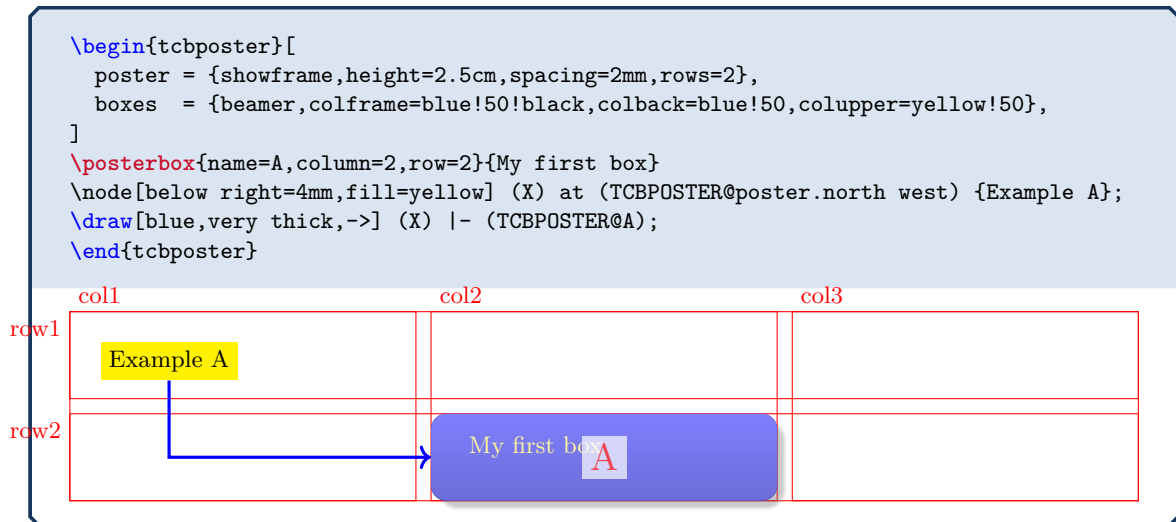 \begin{tcbposter}[
  poster = {showframe,height=2.5cm,spacing=2mm,rows=2},
  boxes  = {beamer,colframe=blue!50!black,colback=blue!50,colupper=yellow!50},
]
\posterbox{name=A,column=2,row=2}{My first box}
\node[below right=4mm,fill=yellow] (X) at (TCBPOSTER@poster.north west) {Example A};
\draw[blue,very thick,->] (X) |- (TCBPOSTER@A);
\end{tcbposter}
col1 col2 col3
row1
Example A
row2
My first box
A